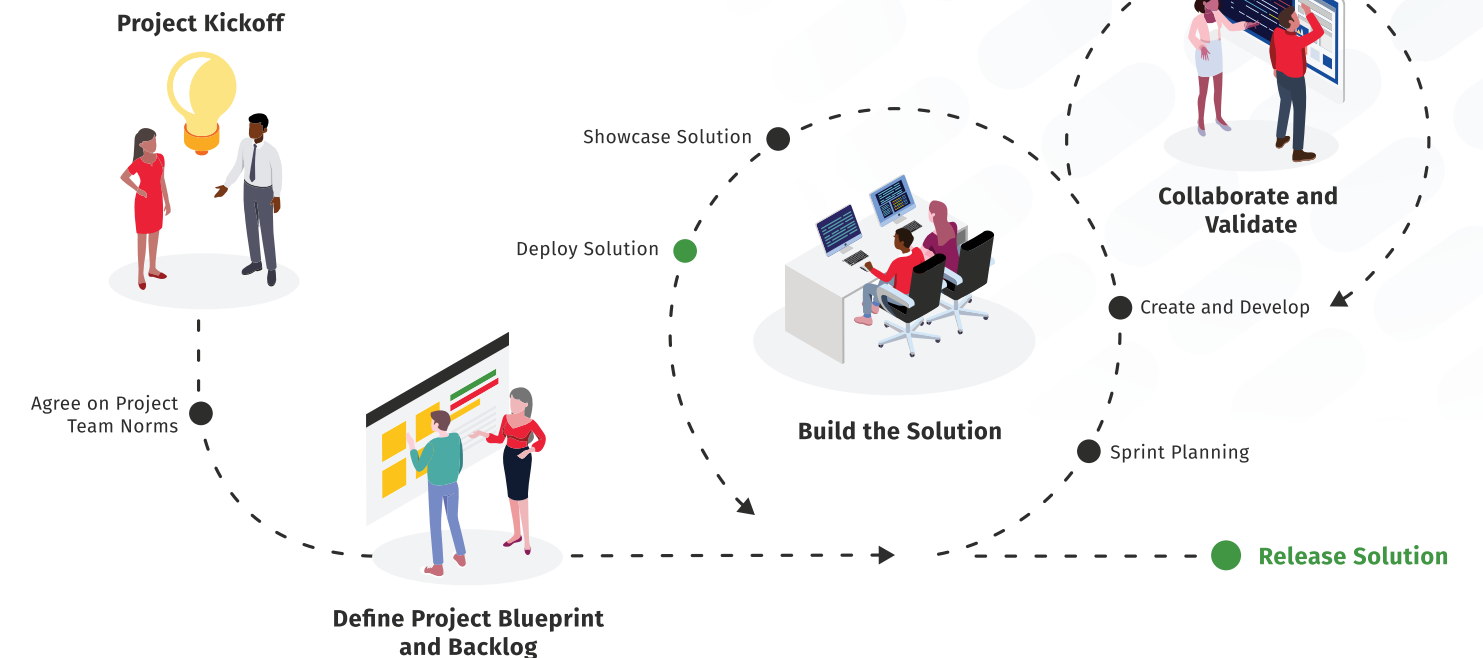 Project Kickoff
Showcase Solution
Collaborate and
Validate
Deploy Solution
Create and Develop
Agree on Project
Team Norms
Build the Solution
Sprint Planning
Release Solution
Define Project Blueprint
and Backlog